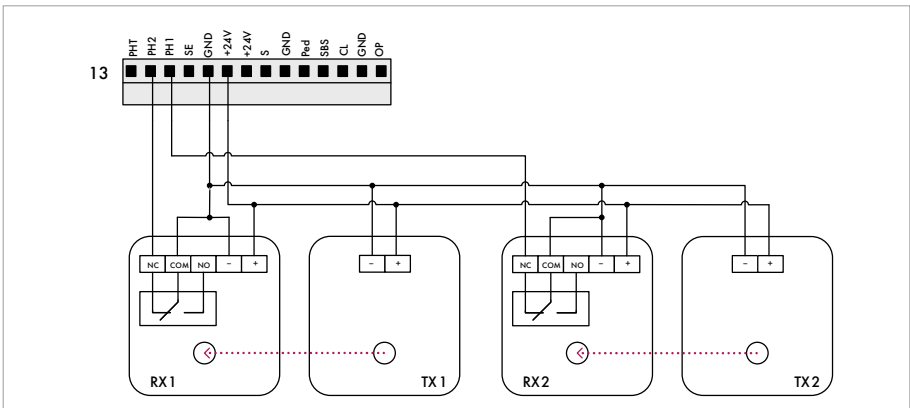 PHT PH2 PH1 SE GND +24V +24V S GND Ped SBS CL GND OP
13
NC COM NO - +
- +
NC COM NO - +
- +
RX1 TX1 RX2 TX2